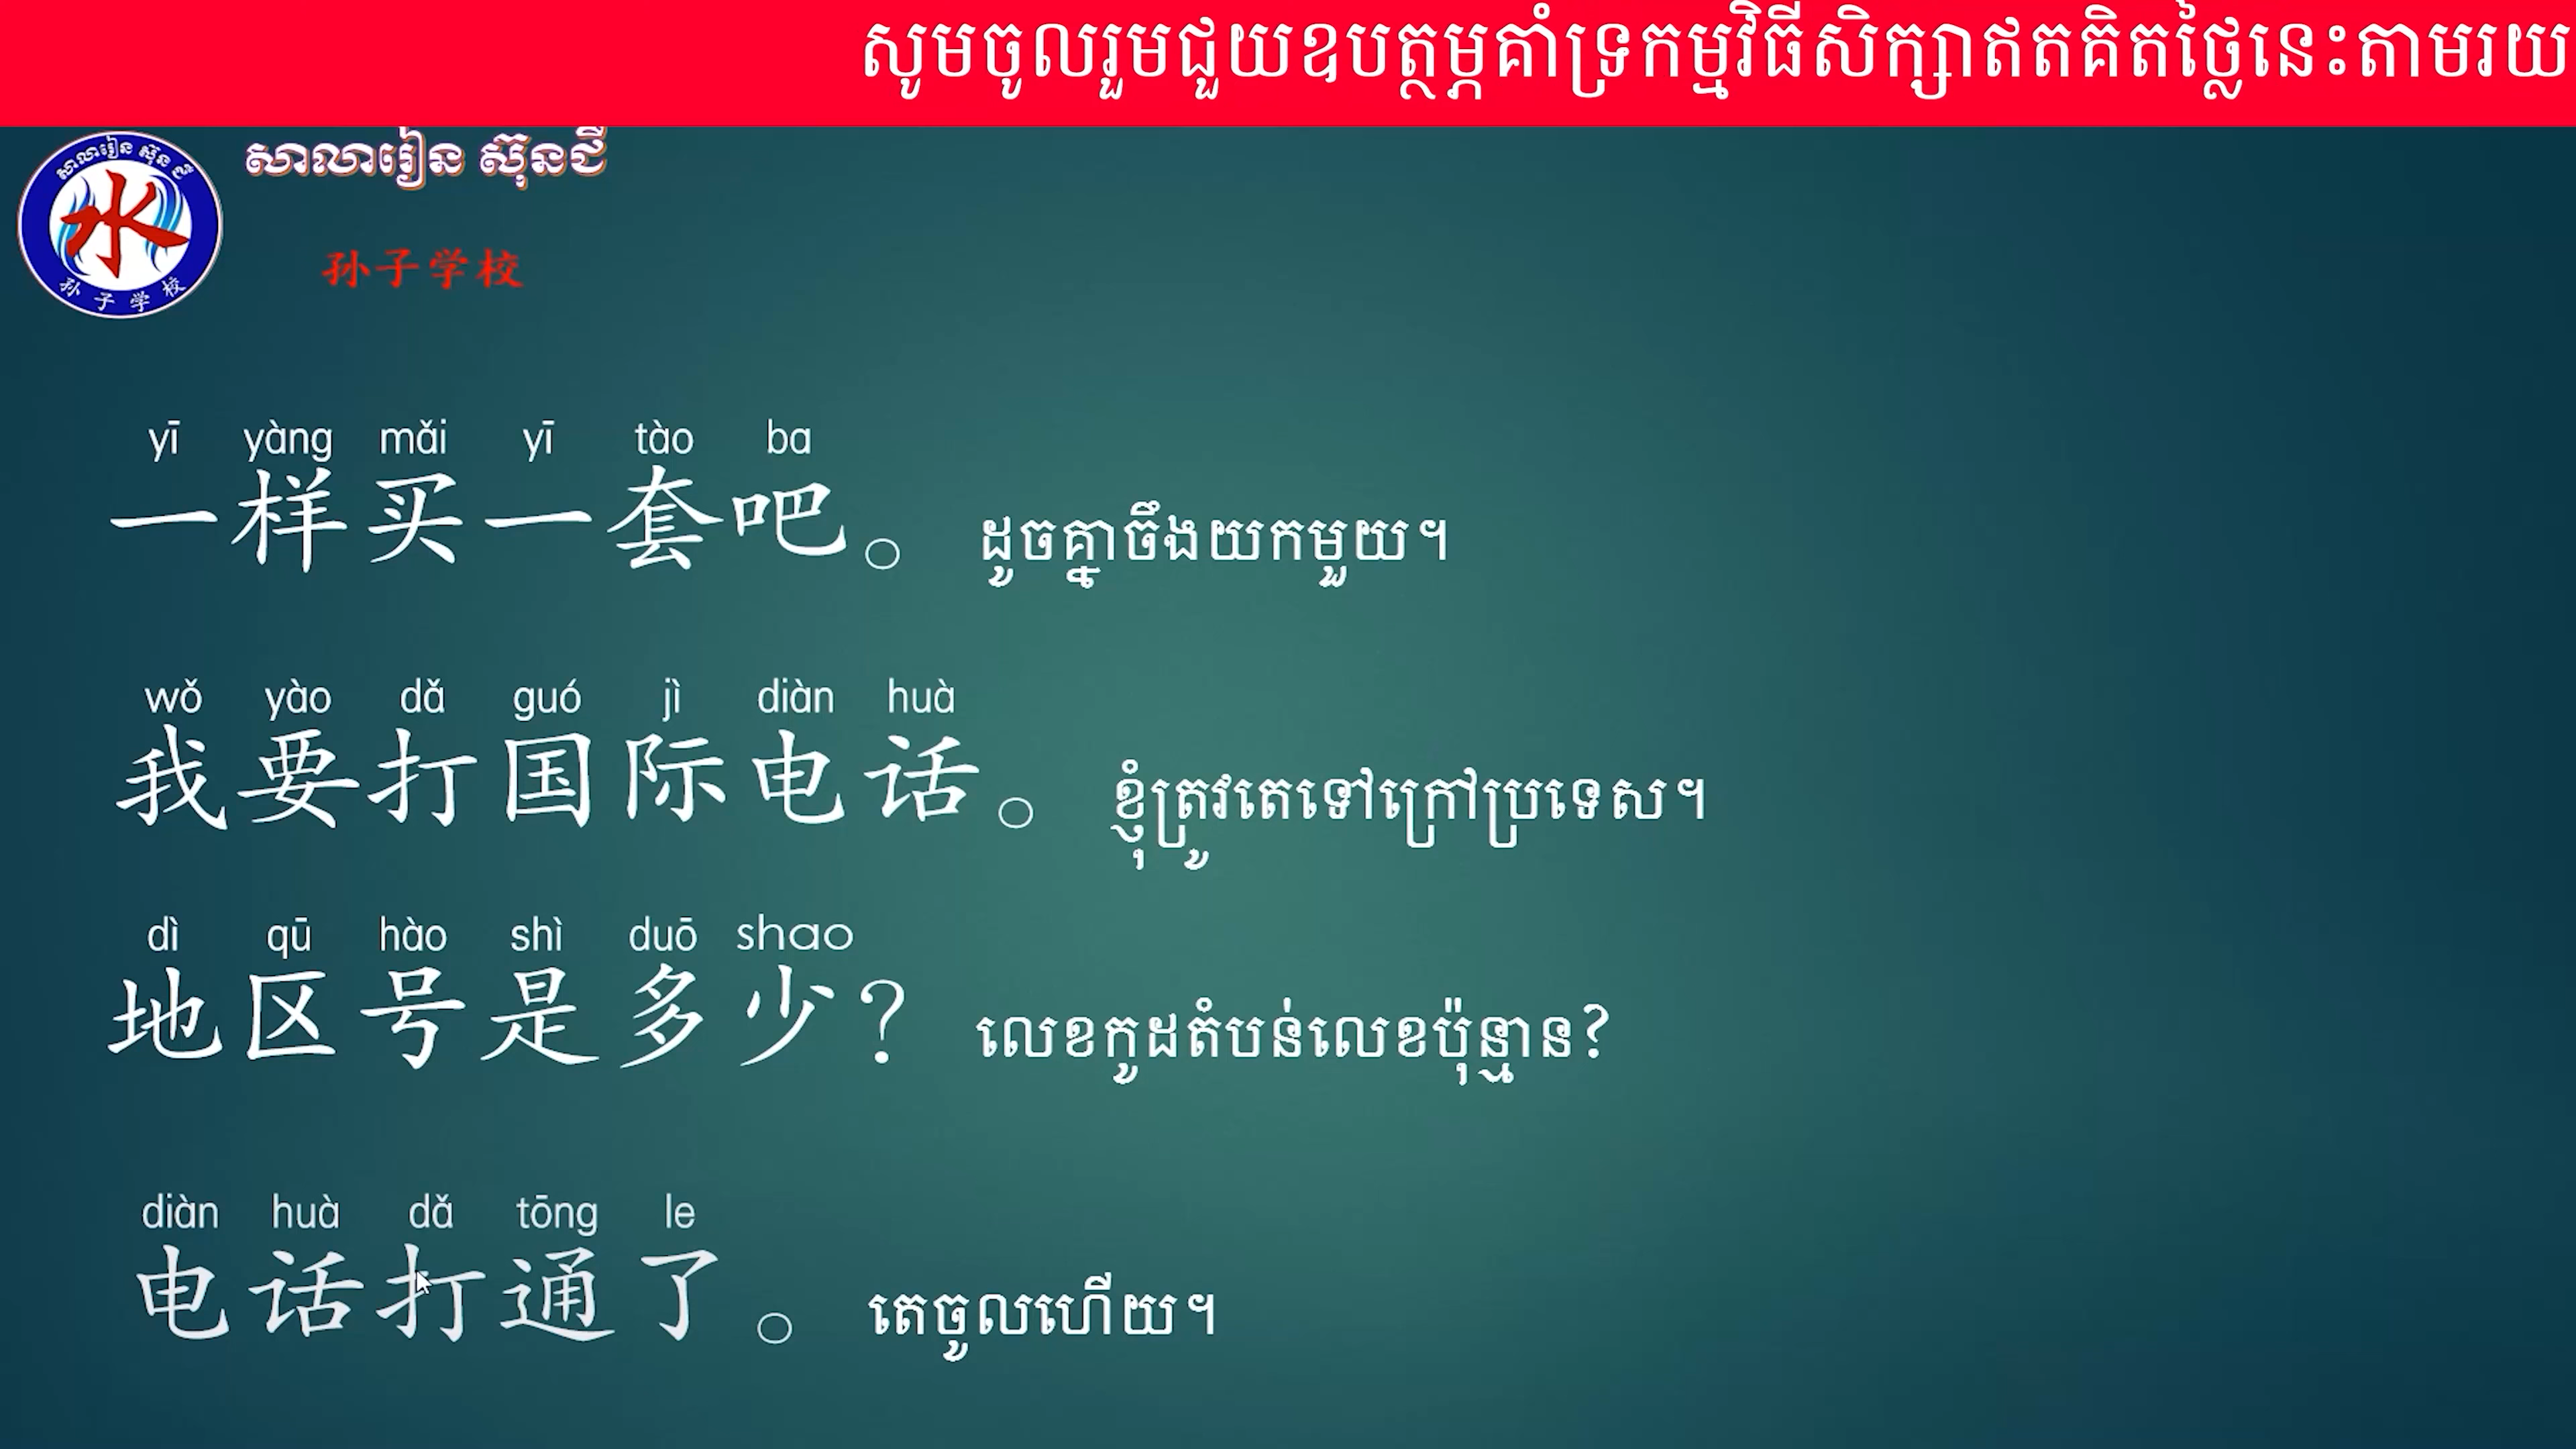 សូមចូលរួមជួយឧបត្ថម្ភគាំទ្រកម្មវិធីសិក្សាឥតគិតថ្លៃនេះតាមរយ
សាលារៀន ស៊ុនជី
水
孙子学校
孙子学校
yī yàng mǎi yī tào ba
一样买一套吧。 ដូចគ្នាចឹងយកមួយ។
wǒ yào dǎ guó jì diàn huà
我要打国际电话。 ខ្ញុំត្រូវតេទៅក្រៅប្រទេស។
dì qū hào shì duō shao
地区号是多少? លេខកូដតំបន់លេខប៉ុន្មាន?
diàn huà dǎ tōng le
电话打通了。 តេចូលហើយ។